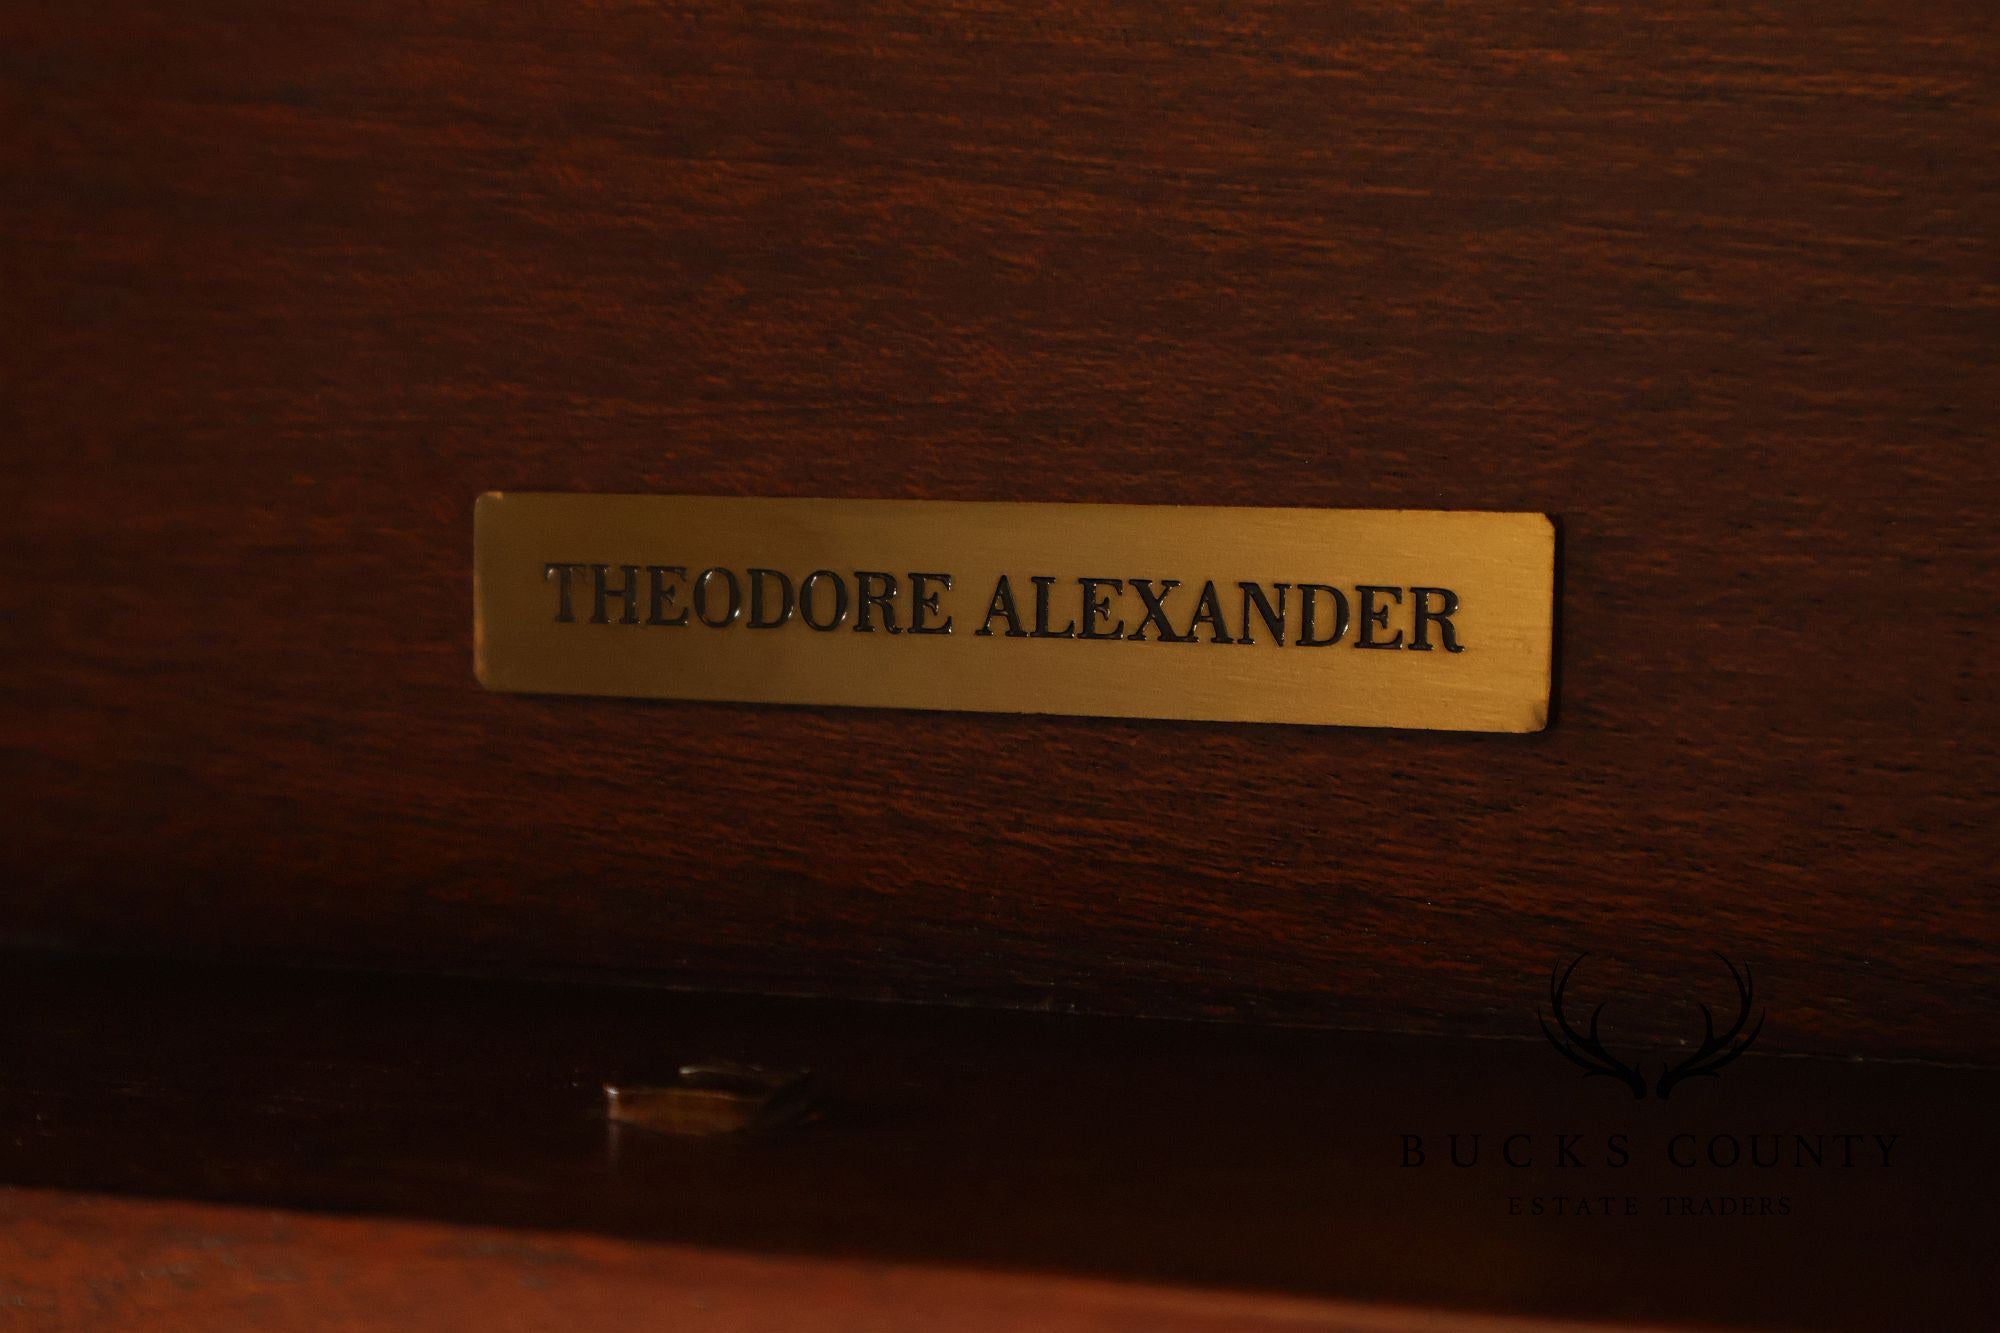 THEODORE ALEXANDER
BUCKS COUNTY
ESTATE TRADERS